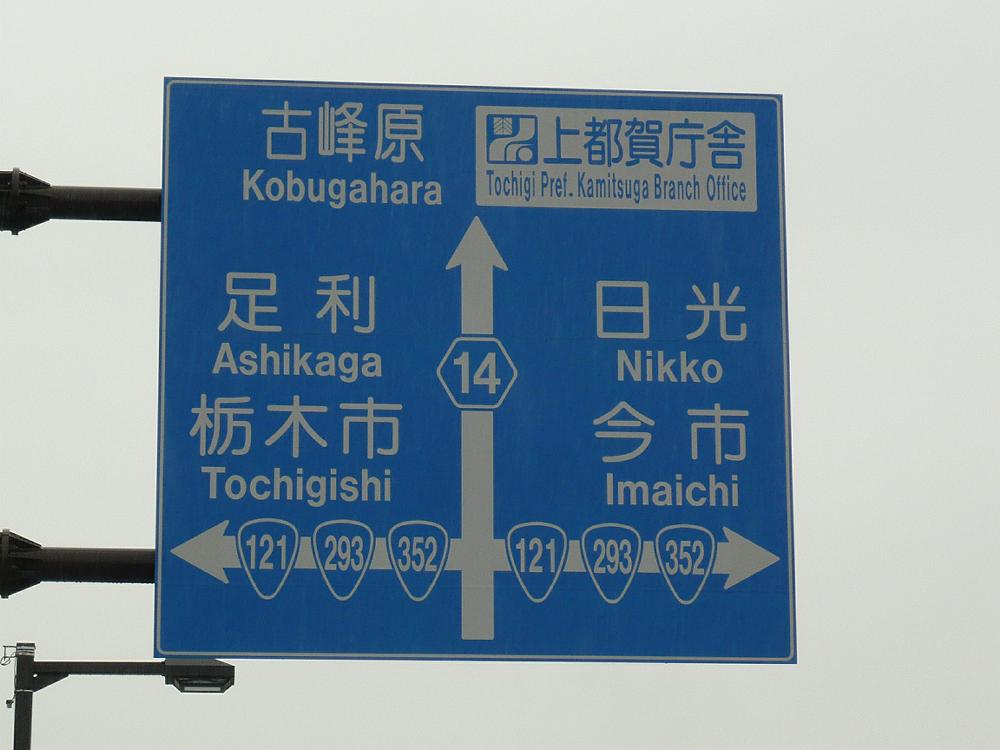 古峰原
Kobugahara
上都賀庁舎
Tochigi Pref. Kamitsuga Branch Office
足利
Ashikaga
日光
Nikko
14
栃木市
Tochigishi
今市
Imaichi
121 293 352 121 293 352